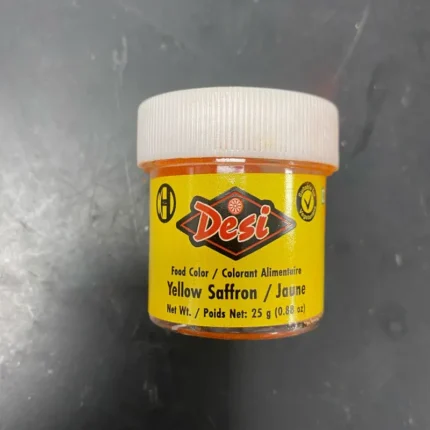 H
Desi
Food Color / Colorant Alimentaire
Yellow Saffron / Jaune
Net Wt. / Poids Net: 25 g (0.88 oz)